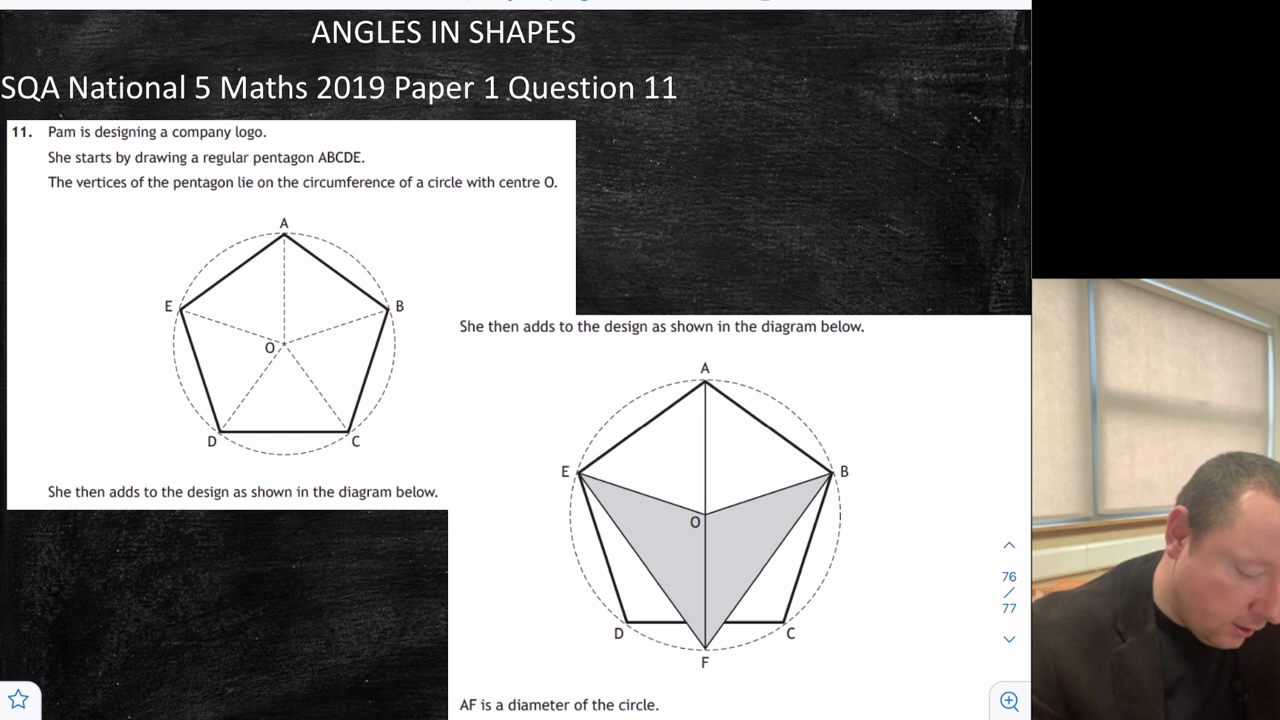 ANGLES IN SHAPES
SQA National 5 Maths 2019 Paper 1 Question 11
11. Pam is designing a company logo.
She starts by drawing a regular pentagon ABCDE.
The vertices of the pentagon lie on the circumference of a circle with centre O.
A
E
B
O
D
C
She then adds to the design as shown in the diagram below.
She then adds to the design as shown in the diagram below.
A
E
B
O
D
C
F
AF is a diameter of the circle.
76
/
77